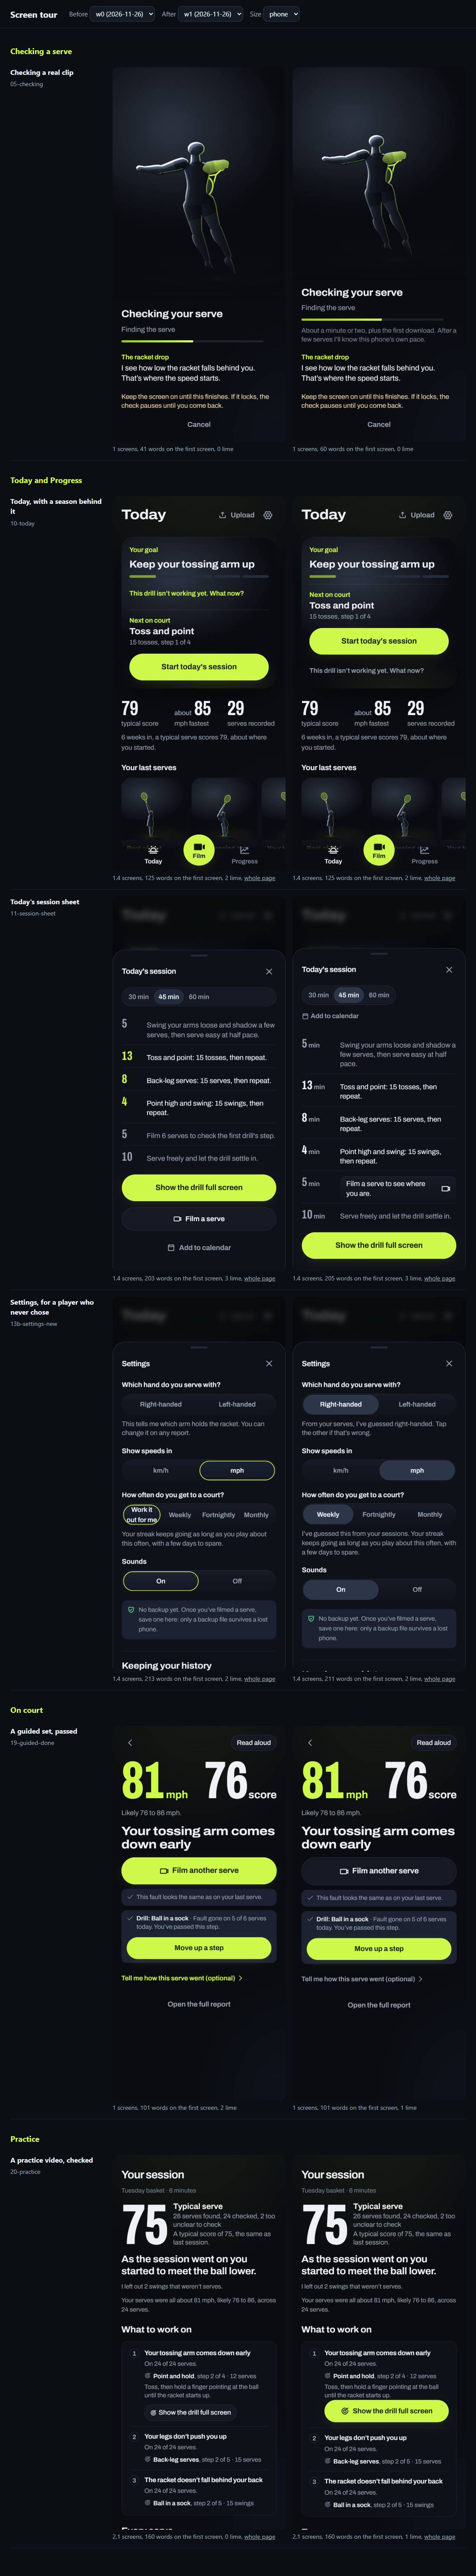 Screen tour
Before w0 (2026-11-26) After w1 (2026-11-26) Size phone
Checking a serve
Checking a real clip
05-checking
Checking your serve
Finding the serve
The racket drop
I see how low the racket falls behind you.
That's where the speed starts.
Keep the screen on until this finishes. If it locks, the
check pauses until you come back.
Cancel
1 screens, 41 words on the first screen, 0 lime
Checking your serve
Finding the serve
About a minute or two, plus the first download. After a
few serves I'll know this phone's own pace.
The racket drop
I see how low the racket falls behind you.
That's where the speed starts.
Keep the screen on until this finishes. If it locks, the
check pauses until you come back.
Cancel
1 screens, 60 words on the first screen, 0 lime
Today and Progress
Today, with a season behind
it
10-today
Today
Upload
Your goal
Keep your tossing arm up
This drill isn't working yet. What now?
Next on court
Toss and point
15 tosses, step 1 of 4
Start today's session
79 about 85 29
typical score mph fastest serves recorded
6 weeks in, a typical serve scores 79, about where
you started.
Your last serves
Today Film Progress
1.4 screens, 125 words on the first screen, 2 lime, whole page
Today
Upload
Your goal
Keep your tossing arm up
Next on court
Toss and point
15 tosses, step 1 of 4
Start today's session
This drill isn't working yet. What now?
79 about 85 29
typical score mph fastest serves recorded
6 weeks in, a typical serve scores 79, about where
you started.
Your last serves
Today Film Progress
1.4 screens, 125 words on the first screen, 2 lime, whole page
Today's session sheet
11-session-sheet
Today's session
30 min 45 min 60 min
5 Swing your arms loose and shadow a few
serves, then serve easy at half pace.
13 Toss and point: 15 tosses, then repeat.
8 Back-leg serves: 15 serves, then repeat.
4 Point high and swing: 15 swings, then
repeat.
5 Film 6 serves to check the first drill's step.
10 Serve freely and let the drill settle in.
Show the drill full screen
Film a serve
Add to calendar
1.4 screens, 203 words on the first screen, 3 lime, whole page
Today's session
30 min 45 min 60 min
Add to calendar
5 min Swing your arms loose and shadow a
few serves, then serve easy at half
pace.
13 min Toss and point: 15 tosses, then
repeat.
8 min Back-leg serves: 15 serves, then
repeat.
4 min Point high and swing: 15 swings,
then repeat.
5 min Film a serve to see where
you are.
10 min Serve freely and let the drill settle in.
Show the drill full screen
1.4 screens, 205 words on the first screen, 3 lime, whole page
Settings, for a player who
never chose
13b-settings-new
Settings
Which hand do you serve with?
Right-handed Left-handed
This tells me which arm holds the racket. You can
change it on any report.
Show speeds in
km/h mph
How often do you get to a court?
Work it
out for me Weekly Fortnightly Monthly
Your streak keeps going as long as you play about
this often, with a few days to spare.
Sounds
On Off
No backup yet. Once you've filmed a serve,
save one here: only a backup file survives a lost
phone.
Keeping your history
1.4 screens, 213 words on the first screen, 2 lime, whole page
Settings
Which hand do you serve with?
Right-handed Left-handed
From your serves, I've guessed right-handed. Tap
the other if that's wrong.
Show speeds in
km/h mph
How often do you get to a court?
Weekly Fortnightly Monthly
I've guessed this from your serves. Your streak
keeps going as long as you play about this often, with
a few days to spare.
Sounds
On Off
No backup yet. Once you've filmed a serve,
save one here: only a backup file survives a lost
phone.
1.4 screens, 211 words on the first screen, 2 lime, whole page
On court
A guided set, passed
19-guided-done
Read aloud
81 mph 76 score
Likely 76 to 86 mph.
Your tossing arm comes
down early
Film another serve
This fault looks the same as on your last serve.
Drill: Ball in a sock · Fault gone on 5 of 6 serves
today. You've passed this step.
Move up a step
Tell me how this serve went (optional)
Open the full report
1 screens, 101 words on the first screen, 2 lime
Read aloud
81 mph 76 score
Likely 76 to 86 mph.
Your tossing arm comes
down early
Film another serve
This fault looks the same as on your last serve.
Drill: Ball in a sock · Fault gone on 5 of 6 serves
today. You've passed this step.
Move up a step
Tell me how this serve went (optional)
Open the full report
1 screens, 101 words on the first screen, 1 lime
Practice
A practice video, checked
20-practice
Your session
Tuesday basket · 6 minutes
75
Typical serve
26 serves found, 24 checked, 2 too
unclear to check
A typical score of 75, the same as
last session.
As the session went on you
started to meet the ball lower.
I left out 2 swings that weren't serves.
Your serves were all about 81 mph, likely 76 to 86, across
24 serves.
What to work on
1 Your tossing arm comes down early
On 24 of 24 serves.
Point and hold, step 2 of 4 · 12 serves
Toss, then hold a finger pointed at the ball
until the racket starts up.
Show the drill full screen
2 Your legs don't push you up
On 24 of 24 serves.
Back-leg serves, step 2 of 5 · 15 serves
3 The racket doesn't fall behind your back
On 24 of 24 serves.
Ball in a sock, step 2 of 5 · 15 swings
2.1 screens, 160 words on the first screen, 0 lime, whole page
Your session
Tuesday basket · 6 minutes
75
Typical serve
26 serves found, 24 checked, 2 too
unclear to check
A typical score of 75, the same as
last session.
As the session went on you
started to meet the ball lower.
I left out 2 swings that weren't serves.
Your serves were all about 81 mph, likely 76 to 86, across
24 serves.
What to work on
1 Your tossing arm comes down early
On 24 of 24 serves.
Point and hold, step 2 of 4 · 12 serves
Toss, then hold a finger pointed at the ball
until the racket starts up.
Show the drill full screen
2 Your legs don't push you up
On 24 of 24 serves.
Back-leg serves, step 2 of 5 · 15 serves
3 The racket doesn't fall behind your back
On 24 of 24 serves.
Ball in a sock, step 2 of 5 · 15 swings
2.1 screens, 160 words on the first screen, 1 lime, whole page